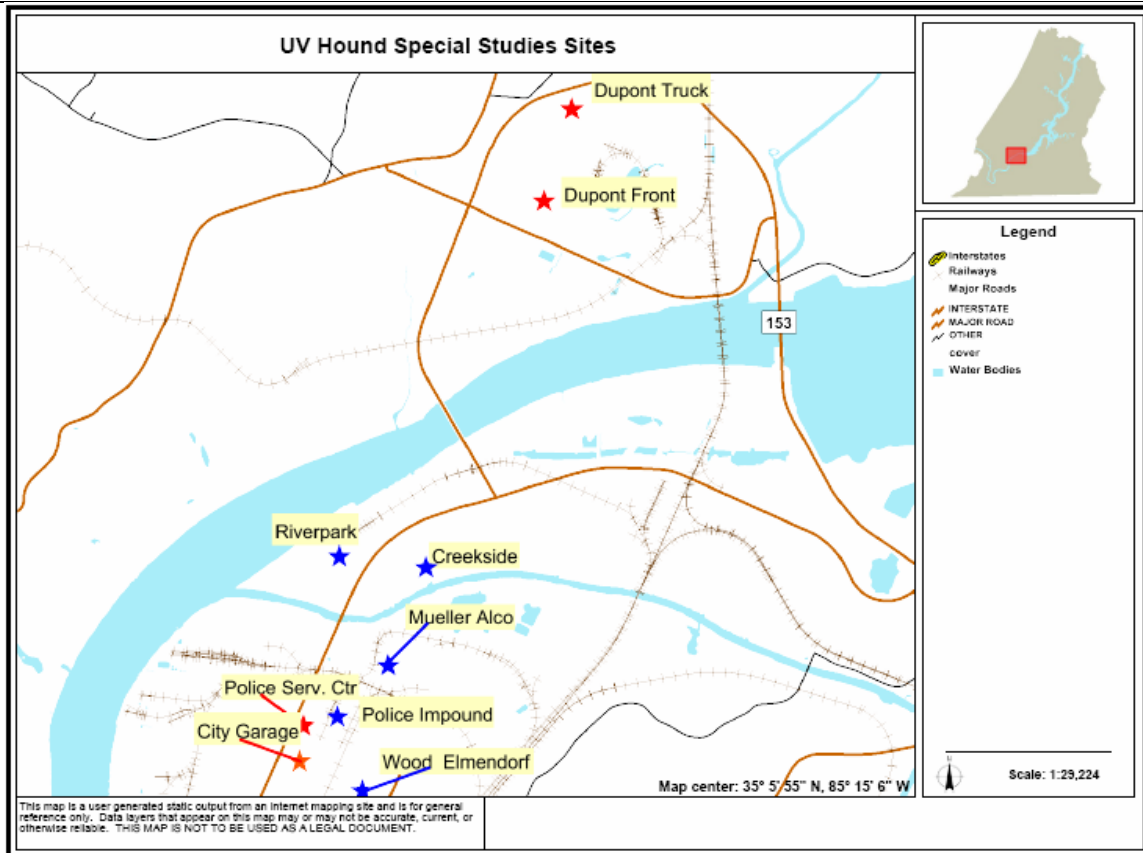 UV Hound Special Studies Sites
Dupont Truck
Dupont Front
153
Riverpark
Creekside
Mueller Alco
Police Serv. Ctr
Police Impound
City Garage
Wood Elmendorf
Map center: 35° 5' 55" N, 85° 15' 6" W
Legend
Interstates
Railways
Major Roads
INTERSTATE
MAJOR ROAD
OTHER
cover
Water Bodies
N
Scale: 1:29,224
This map is a user generated static output from an Internet mapping site and is for general
reference only. Data layers that appear on this map may or may not be accurate, current, or
otherwise reliable. THIS MAP IS NOT TO BE USED AS A LEGAL DOCUMENT.